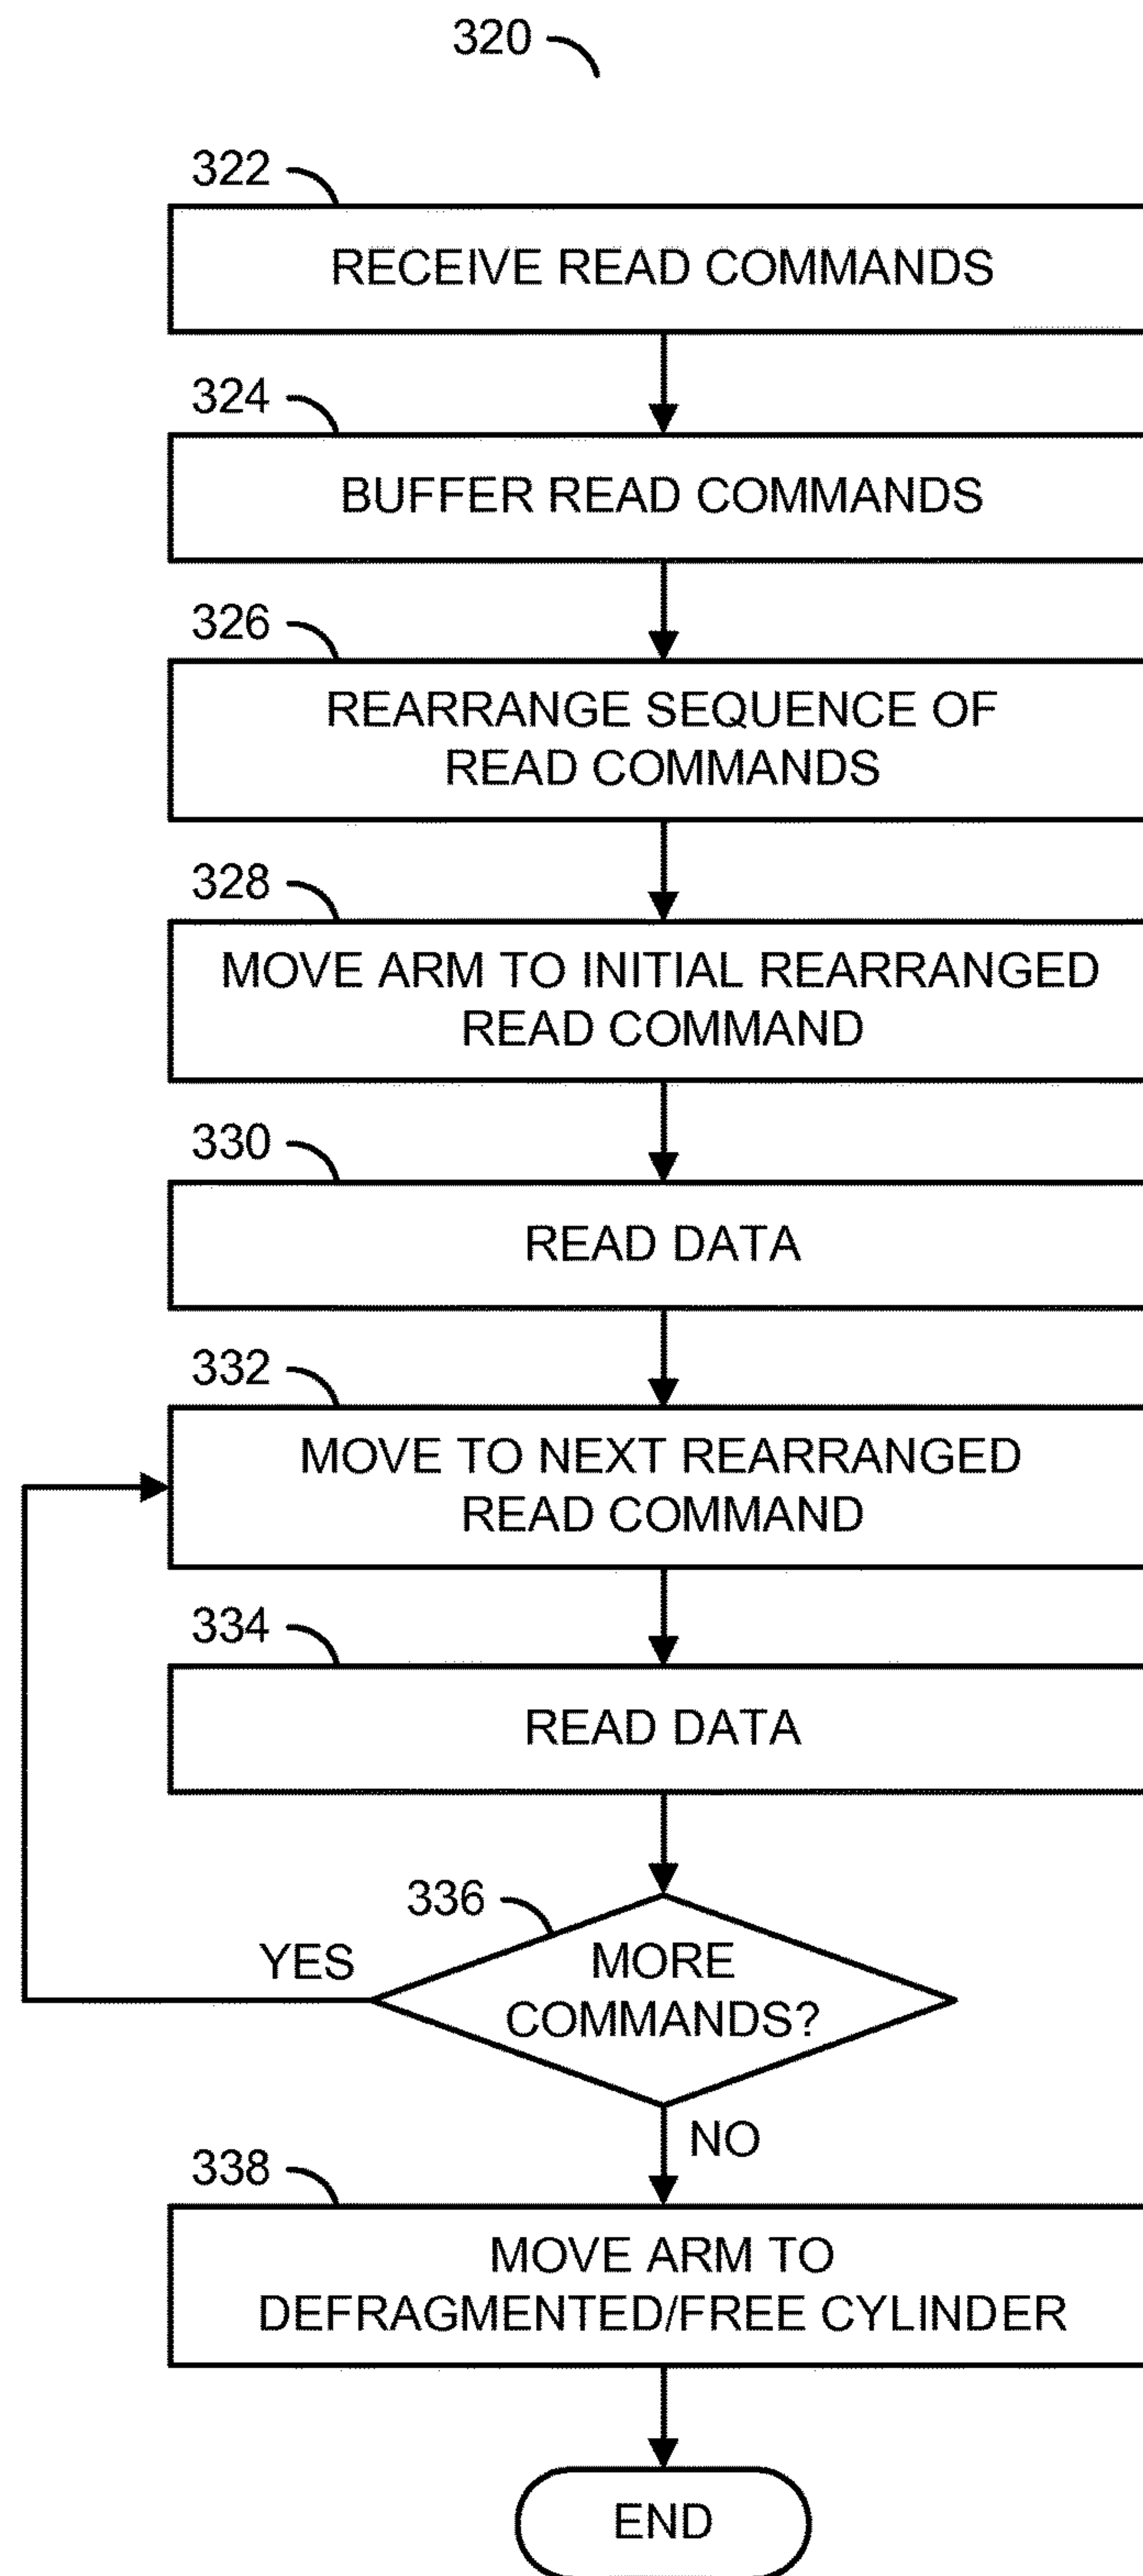 320
322
RECEIVE READ COMMANDS
324
BUFFER READ COMMANDS
326
REARRANGE SEQUENCE OF
READ COMMANDS
328
MOVE ARM TO INITIAL REARRANGED
READ COMMAND
330
READ DATA
332
MOVE TO NEXT REARRANGED
READ COMMAND
334
READ DATA
336
YES
MORE
COMMANDS?
NO
338
MOVE ARM TO
DEFRAGMENTED/FREE CYLINDER
END